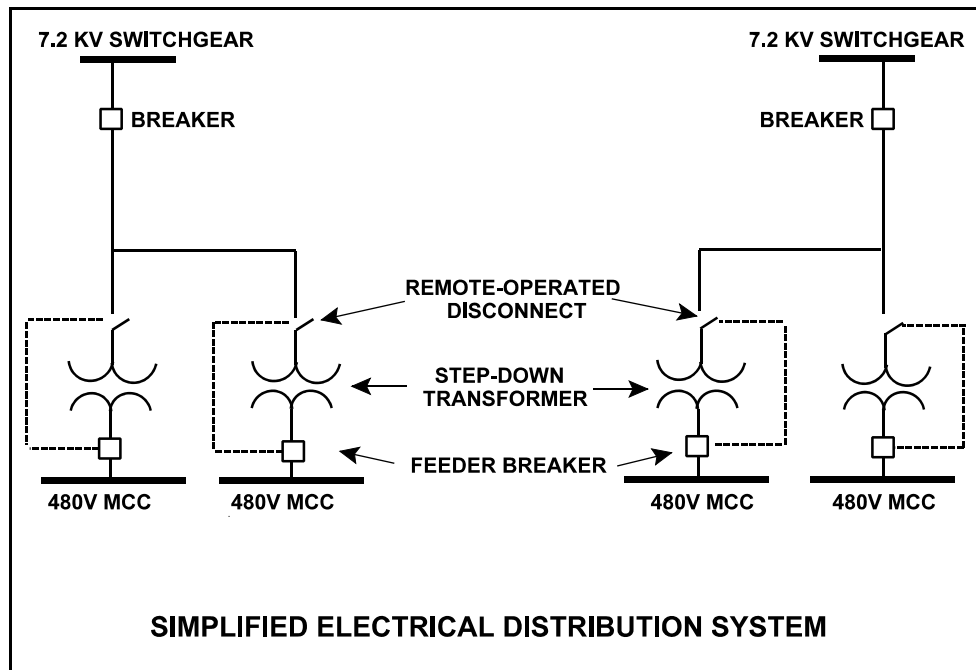 7.2 KV SWITCHGEAR
7.2 KV SWITCHGEAR
BREAKER
BREAKER
REMOTE-OPERATED
DISCONNECT
STEP-DOWN
TRANSFORMER
FEEDER BREAKER
480V MCC
480V MCC
480V MCC
480V MCC
SIMPLIFIED ELECTRICAL DISTRIBUTION SYSTEM